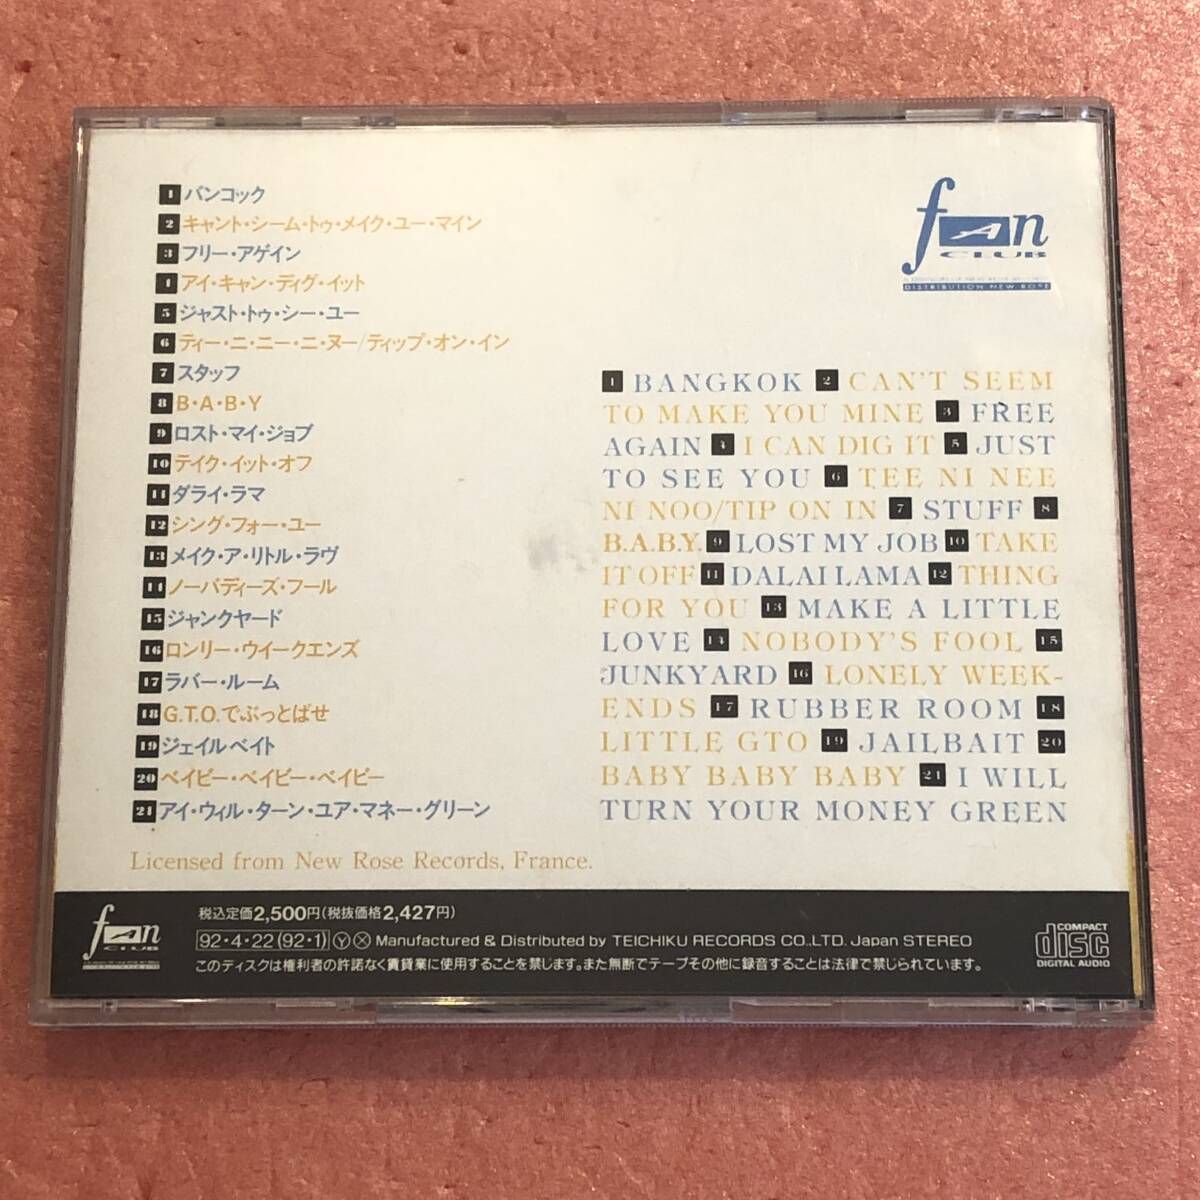 1 バンコック
2 キャント・シーム・トゥ・メイク・ユー・マイン
3 フリー・アゲイン
4 アイ・キャン・ディグ・イット
5 ジャスト・トゥ・シー・ユー
6 ティー・ニ・ニー・ニ・ヌー/ティップ・オン・イン
7 スタッフ
8 B・A・B・Y
9 ロスト・マイ・ジョブ
10 テイク・イット・オフ
11 ダライ・ラマ
12 シング・フォー・ユー
13 メイク・ア・リトル・ラヴ
14 ノーバディーズ・フール
15 ジャンクヤード
16 ロンリー・ウイークエンズ
17 ラバー・ルーム
18 G.T.O.でぶっとばせ
19 ジェイルベイト
20 ベイビー・ベイビー・ベイビー
21 アイ・ウィル・ターン・ユア・マネー・グリーン
Licensed from New Rose Records, France.
fAn
CLUB
DISTRIBUTION NEW ROSE
1 BANGKOK 2 CAN'T SEEM
TO MAKE YOU MINE 3 FREE
AGAIN 4 I CAN DIG IT 5 JUST
TO SEE YOU 6 TEE NI NEE
NI NOO/TIP ON IN 7 STUFF 8
B.A.B.Y. 9 LOST MY JOB 10 TAKE
IT OFF 11 DALAI LAMA 12 THING
FOR YOU 13 MAKE A LITTLE
LOVE 14 NOBODY'S FOOL 15
JUNKYARD 16 LONELY WEEK-
ENDS 17 RUBBER ROOM 18
LITTLE GTO 19 JAILBAIT 20
BABY BABY BABY 21 I WILL
TURN YOUR MONEY GREEN
fAn
CLUB
税込定価2,500円(税抜価格2,427円)
92・4・22(92・1) Y X Manufactured & Distributed by TEICHIKU RECORDS CO.,LTD. Japan STEREO
このディスクは権利者の許諾なく賃貸業に使用することを禁じます。また無断でテープその他に録音することは法律で禁じられています。
COMPACT
disc
DIGITAL AUDIO